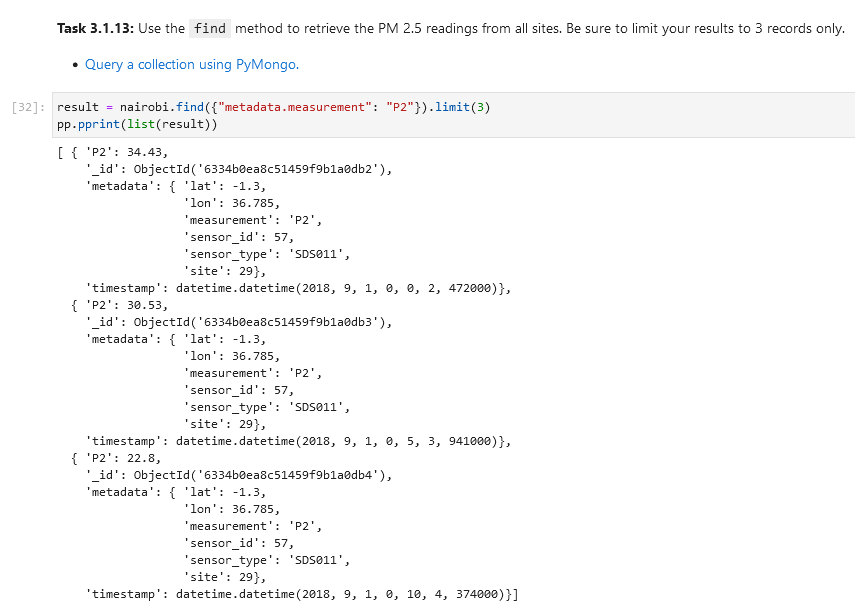 Task 3.1.13: Use the find method to retrieve the PM 2.5 readings from all sites. Be sure to limit your results to 3 records only.
• Query a collection using PyMongo.
[32]: result = nairobi.find({"metadata.measurement": "P2"}).limit(3)
pp.pprint(list(result))
[ { 'P2': 34.43,
'_id': ObjectId('6334b0ea8c51459f9b1a0db2'),
'metadata': { 'lat': -1.3,
'lon': 36.785,
'measurement': 'P2',
'sensor_id': 57,
'sensor_type': 'SDS011',
'site': 29},
'timestamp': datetime.datetime(2018, 9, 1, 0, 0, 2, 472000)},
{ 'P2': 30.53,
'_id': ObjectId('6334b0ea8c51459f9b1a0db3'),
'metadata': { 'lat': -1.3,
'lon': 36.785,
'measurement': 'P2',
'sensor_id': 57,
'sensor_type': 'SDS011',
'site': 29},
'timestamp': datetime.datetime(2018, 9, 1, 0, 5, 3, 941000)},
{ 'P2': 22.8,
'_id': ObjectId('6334b0ea8c51459f9b1a0db4'),
'metadata': { 'lat': -1.3,
'lon': 36.785,
'measurement': 'P2',
'sensor_id': 57,
'sensor_type': 'SDS011',
'site': 29},
'timestamp': datetime.datetime(2018, 9, 1, 0, 10, 4, 374000)}]